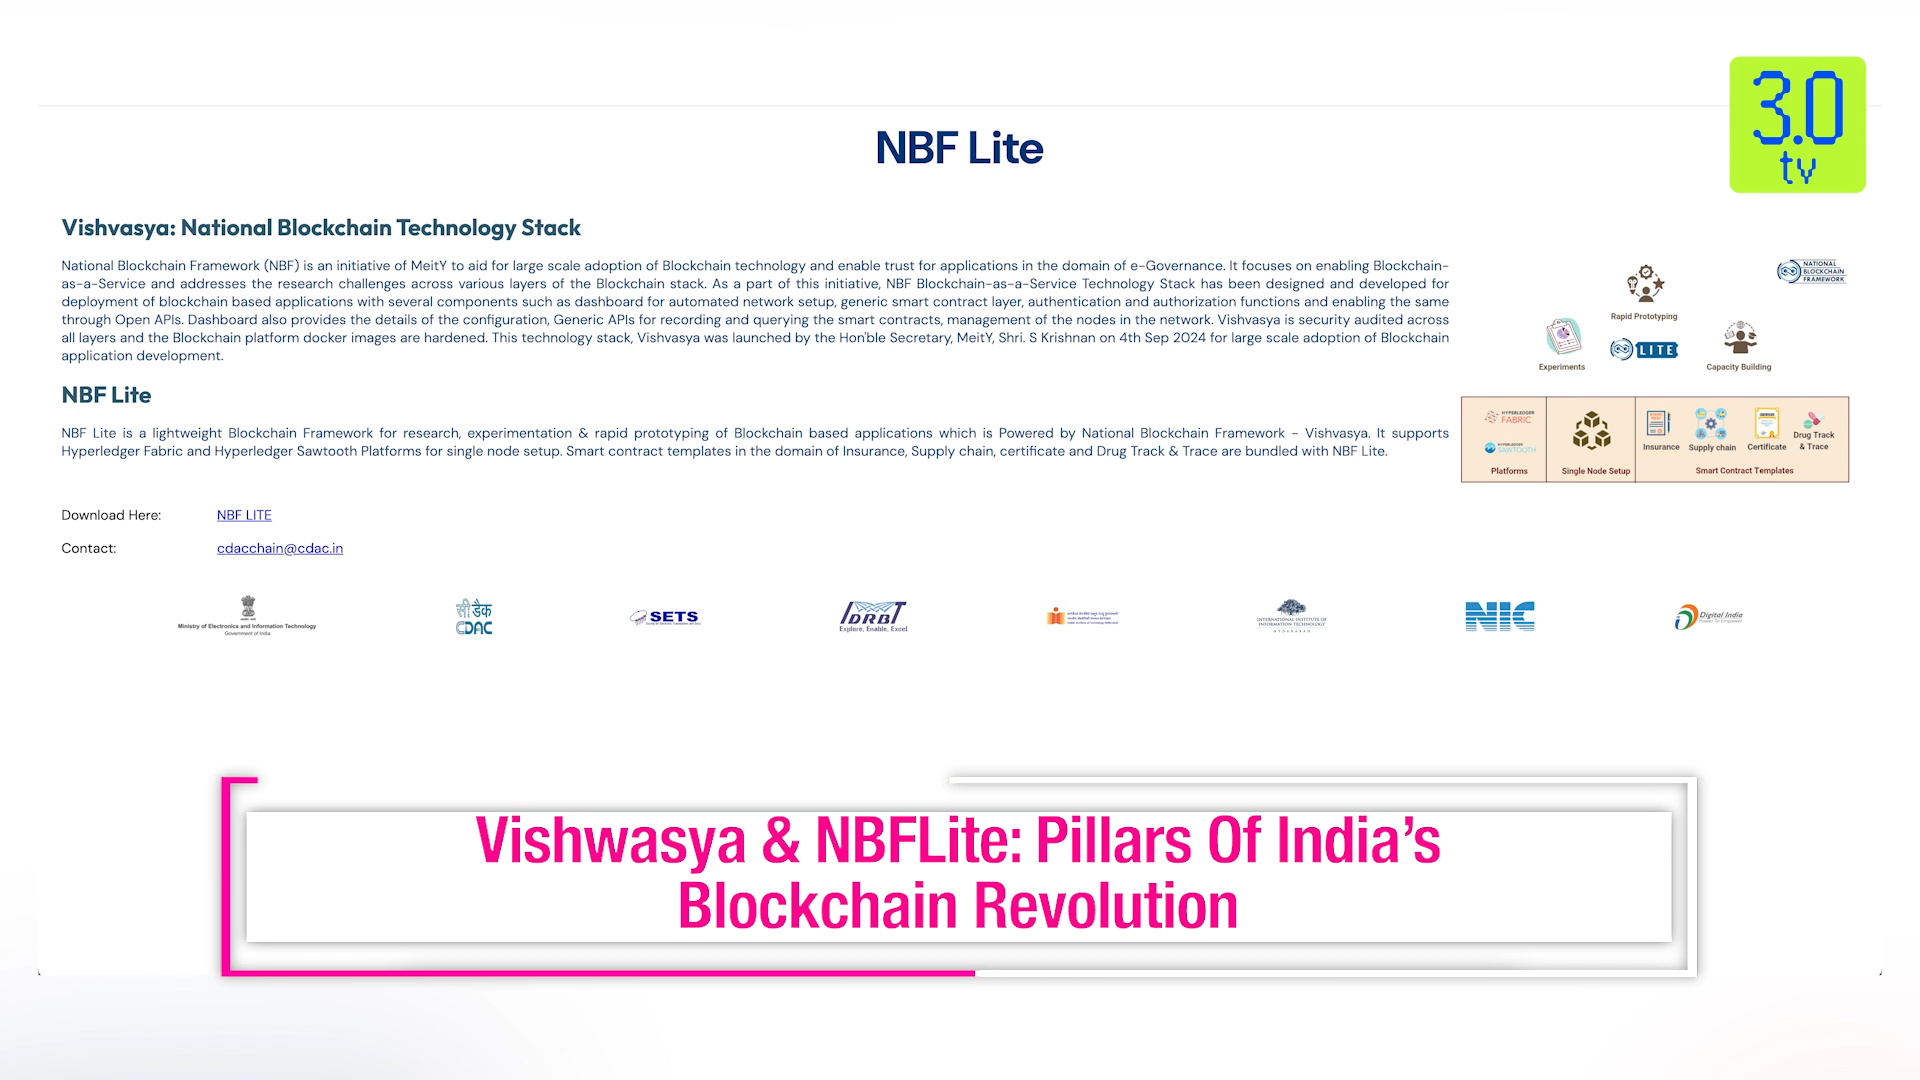 3.0
tv
NBF Lite
Vishvasya: National Blockchain Technology Stack
National Blockchain Framework (NBF) is an initiative of MeitY to aid for large scale adoption of Blockchain technology and enable trust for applications in the domain of e-Governance. It focuses on enabling Blockchain-
as-a-Service and addresses the research challenges across various layers of the Blockchain stack. As a part of this initiative, NBF Blockchain-as-a-Service Technology Stack has been designed and developed for
deployment of blockchain based applications with several components such as dashboard for automated network setup, generic smart contract layer, authentication and authorization functions and enabling the same
through Open APIs. Dashboard also provides the details of the configuration, Generic APIs for recording and querying the smart contracts, management of the nodes in the network. Vishvasya is security audited across
all layers and the Blockchain platform docker images are hardened. This technology stack, Vishvasya was launched by the Hon'ble Secretary, MeitY, Shri. S Krishnan on 4th Sep 2024 for large scale adoption of Blockchain
application development.
NBF Lite
NBF Lite is a lightweight Blockchain Framework for research, experimentation & rapid prototyping of Blockchain based applications which is Powered by National Blockchain Framework - Vishvasya. It supports
Hyperledger Fabric and Hyperledger Sawtooth Platforms for single node setup. Smart contract templates in the domain of Insurance, Supply chain, certificate and Drug Track & Trace are bundled with NBF Lite.
Download Here: NBF LITE
Contact: cdacchain@cdac.in
NATIONAL
BLOCKCHAIN
FRAMEWORK
Rapid Prototyping
LITE
Experiments
Capacity Building
HYPERLEDGER
FABRIC
HYPERLEDGER
SAWTOOTH
Platforms
Single Node Setup
Insurance
Supply chain
Certificate
Drug Track
& Trace
Smart Contract Templates
Ministry of Electronics and Information Technology
Government of India
सी डैक
CDAC
SETS
IDRBT
Explore, Enable, Excel
INTERNATIONAL INSTITUTE OF
INFORMATION TECHNOLOGY
HYDERABAD
NIC
Digital India
Power To Empower
Vishwasya & NBFLite: Pillars Of India’s
Blockchain Revolution